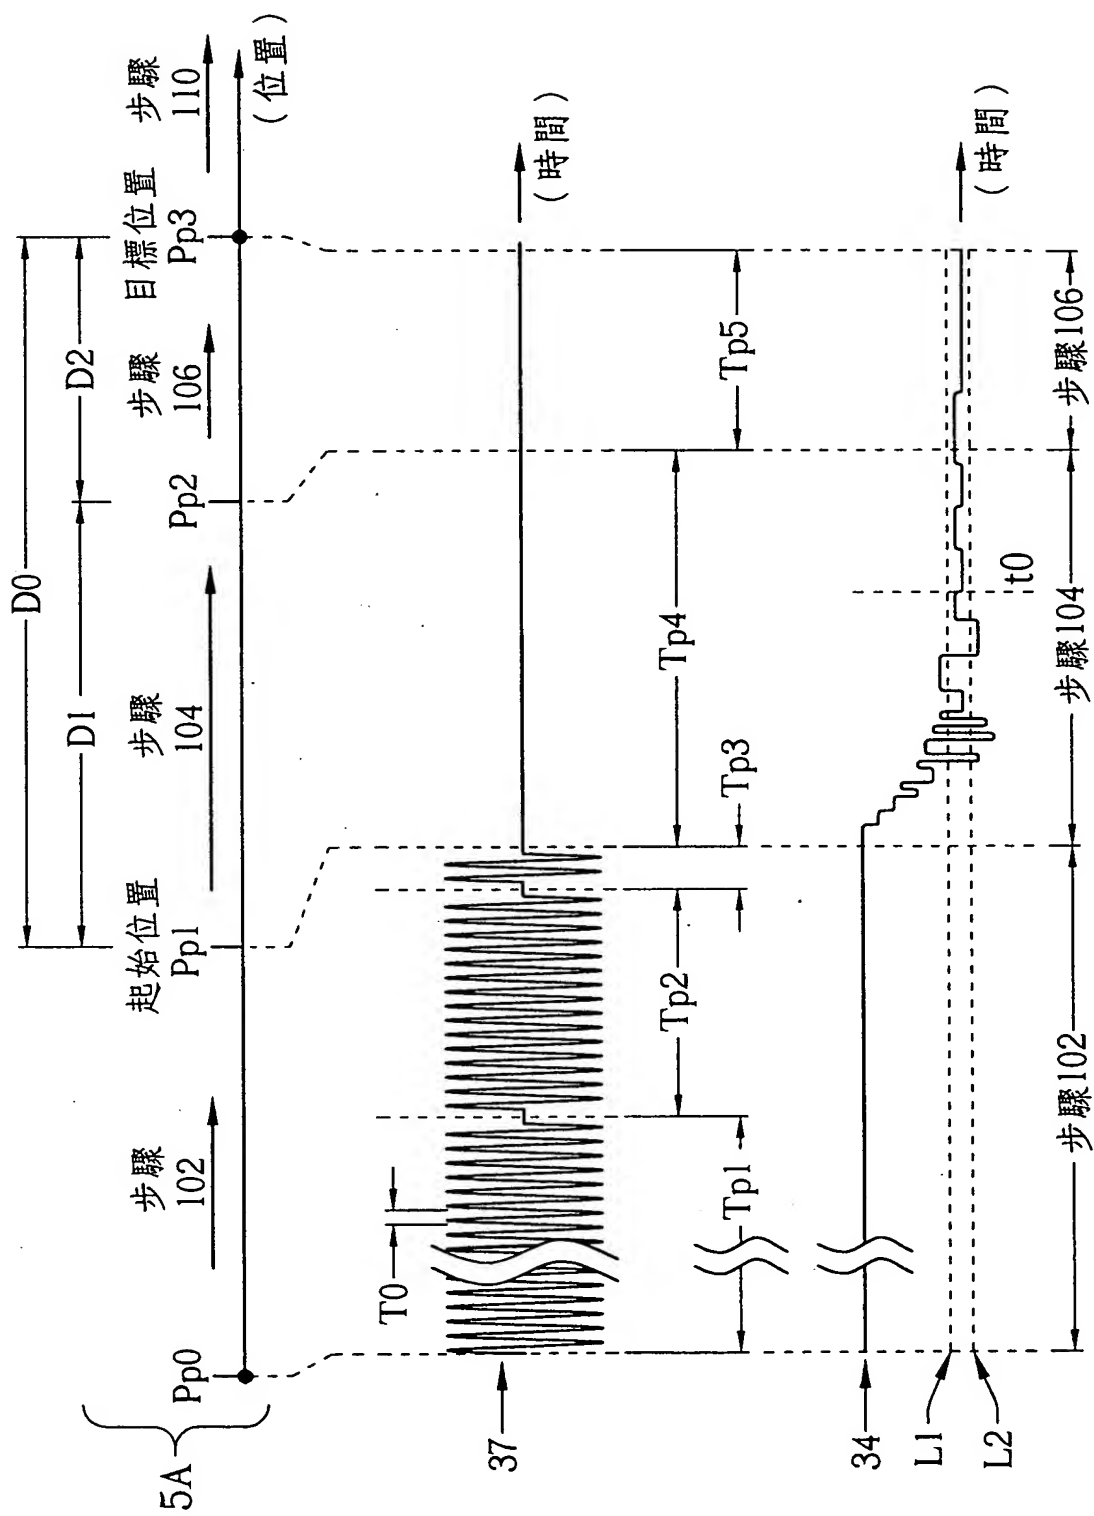 D0
D1
D2
起始位置
目標位置
步驟
102
步驟
104
步驟
106
步驟
110
5A
Pp0
Pp1
Pp2
Pp3
(位置)
T0
37
(時間)
Tp1
Tp2
Tp3
Tp4
Tp5
34
L1
L2
t0
(時間)
步驟102
步驟104
步驟106